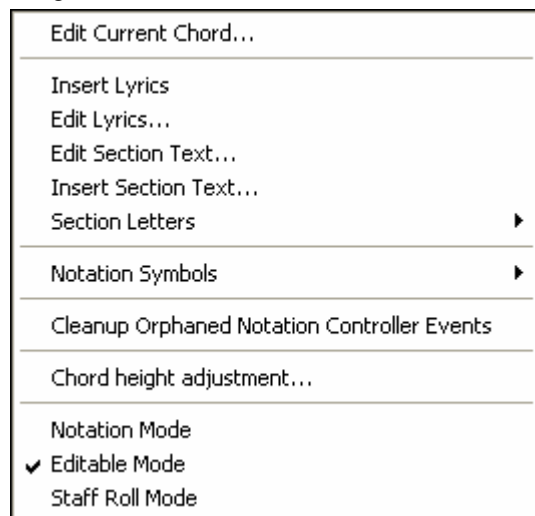 Edit Current Chord...
Insert Lyrics
Edit Lyrics...
Edit Section Text...
Insert Section Text...
Section Letters
Notation Symbols
Cleanup Orphaned Notation Controller Events
Chord height adjustment...
Notation Mode
Editable Mode
Staff Roll Mode